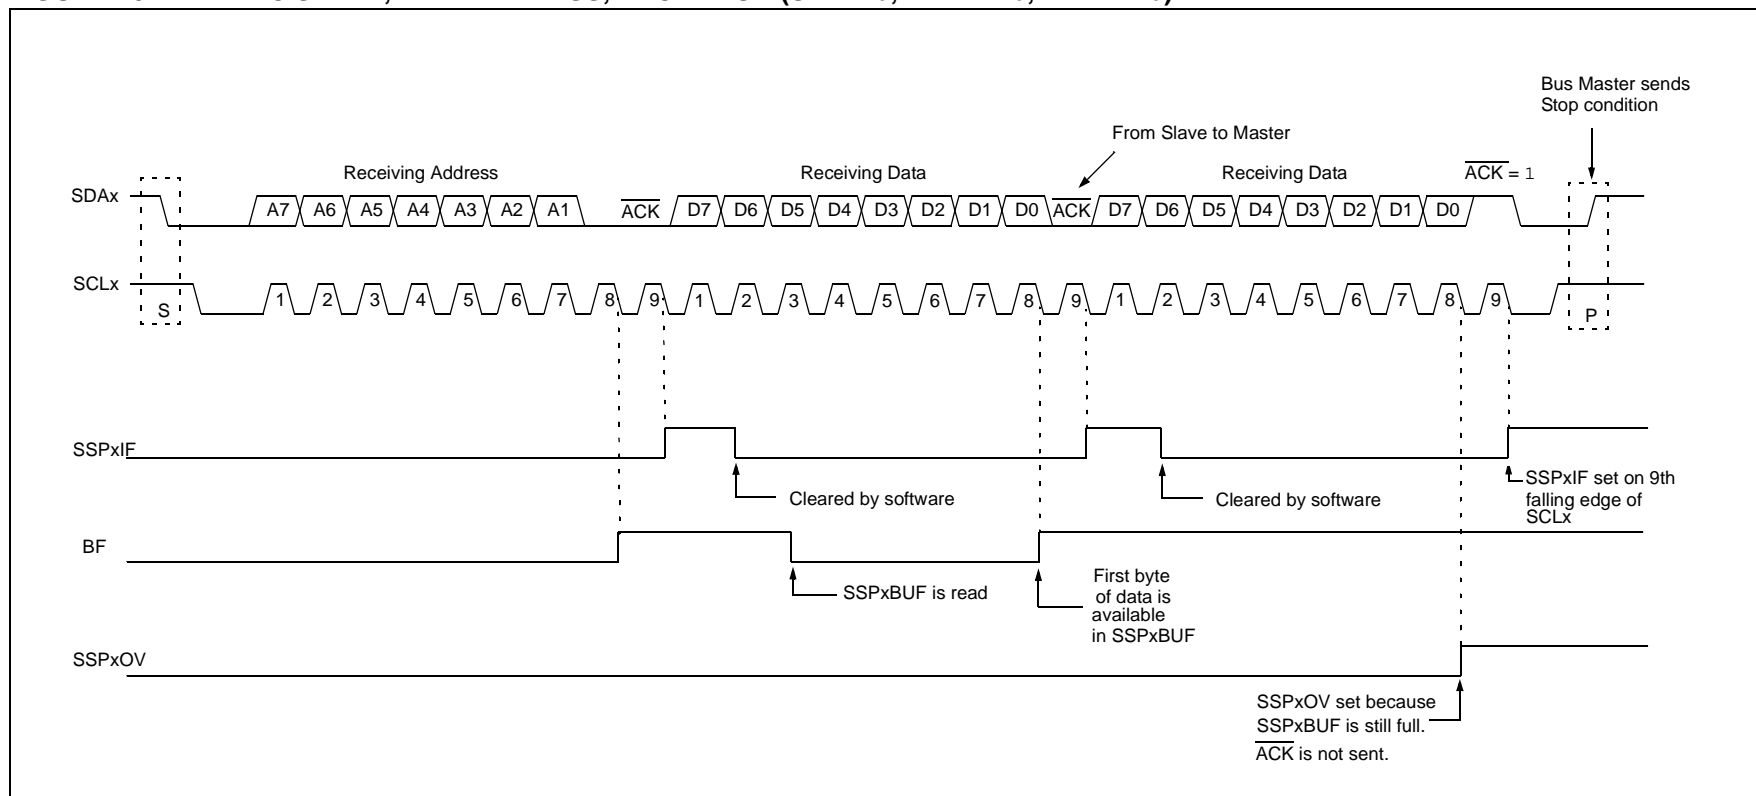 Bus Master sends
Stop condition
From Slave to Master
Receiving Address
Receiving Data
Receiving Data
ACK = 1
SDAx
A7 A6 A5 A4 A3 A2 A1 ACK D7 D6 D5 D4 D3 D2 D1 D0 ACK D7 D6 D5 D4 D3 D2 D1 D0
SCLx
S
1 2 3 4 5 6 7 8 9 1 2 3 4 5 6 7 8 9 1 2 3 4 5 6 7 8 9
P
SSPxIF
Cleared by software
Cleared by software
SSPxIF set on 9th
falling edge of
SCLx
BF
SSPxBUF is read
First byte
of data is
available
in SSPxBUF
SSPxOV
SSPxOV set because
SSPxBUF is still full.
ACK is not sent.